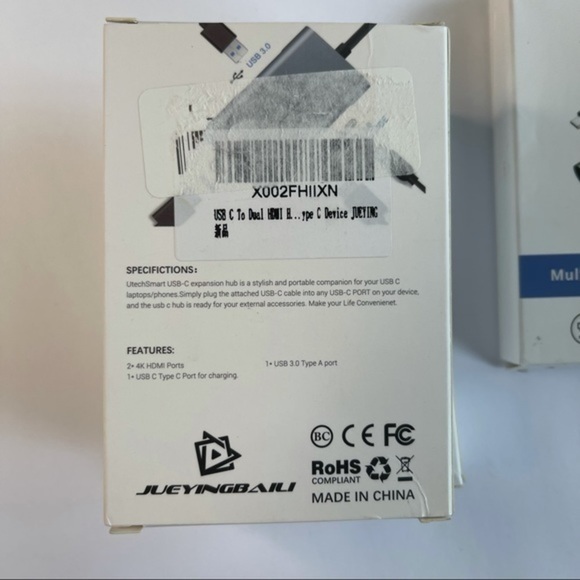 USB 3.0
X002FHIIXN
USB C To Dual HDMI H...ype C Device JUEYING
新品
SPECIFICTIONS:
UtechSmart USB-C expansion hub is a stylish and portable companion for your USB C
laptops/phones.Simply plug the attached USB-C cable into any USB-C PORT on your device,
and the usb c hub is ready for your external accessories. Make your Life Convenienet.
FEATURES:
2* 4K HDMI Ports
1* USB 3.0 Type A port
1* USB C Type C Port for charging.
BC CE FC
RoHS
COMPLIANT
JUEYINGBAILI
MADE IN CHINA
Mul